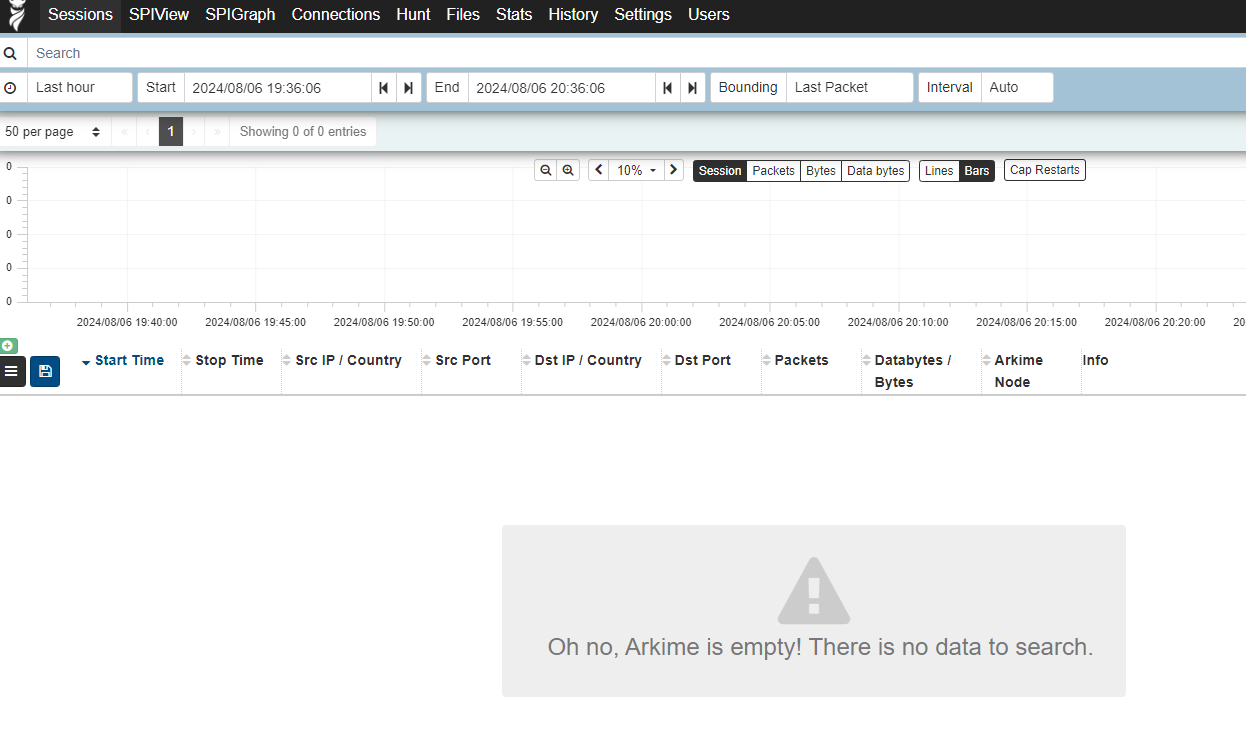 Sessions SPIView SPIGraph Connections Hunt Files Stats History Settings Users
Search
Last hour Start 2024/08/06 19:36:06 End 2024/08/06 20:36:06 Bounding Last Packet Interval Auto
50 per page « ‹ 1 › » Showing 0 of 0 entries
10% Session Packets Bytes Data bytes Lines Bars Cap Restarts
0
0
0
0
0
2024/08/06 19:40:00 2024/08/06 19:45:00 2024/08/06 19:50:00 2024/08/06 19:55:00 2024/08/06 20:00:00 2024/08/06 20:05:00 2024/08/06 20:10:00 2024/08/06 20:15:00 2024/08/06 20:20:00 20
Start Time Stop Time Src IP / Country Src Port Dst IP / Country Dst Port Packets Databytes / Arkime Info
Bytes Node
Oh no, Arkime is empty! There is no data to search.